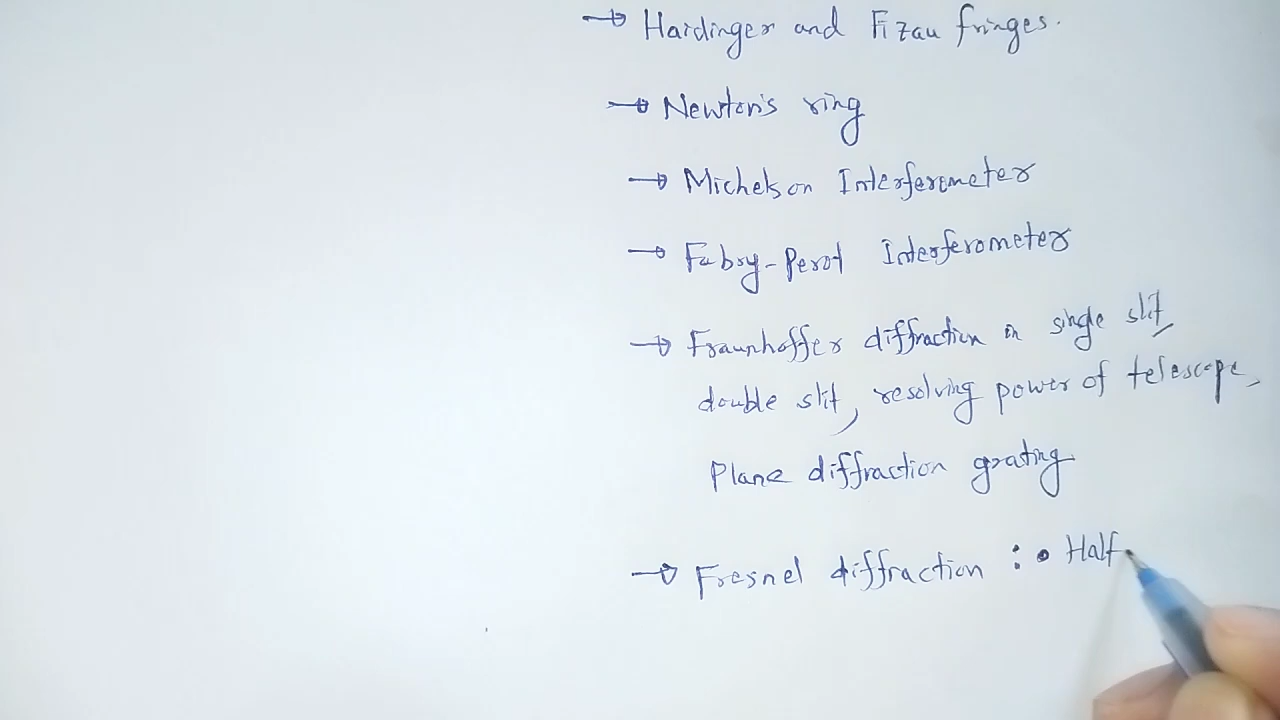 → Haidinger and Fizau fringes.
→ Newton's ring
→ Michelson Interferometer
→ Fabry-Perot Interferometer
→ Fraunhoffer diffraction in single slit,
double slit, resolving power of telescope,
Plane diffraction grating
→ Fresnel diffraction : • Half